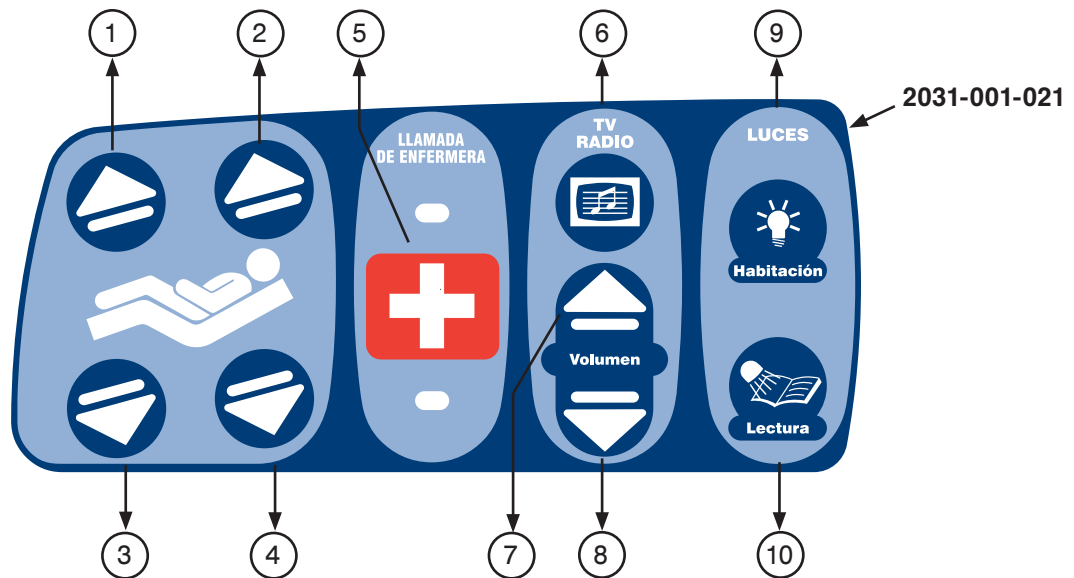 1
2
5
6
9
2031-001-021
LLAMADA
DE ENFERMERA
TV
RADIO
LUCES
Habitación
Volumen
Lectura
3
4
7
8
10